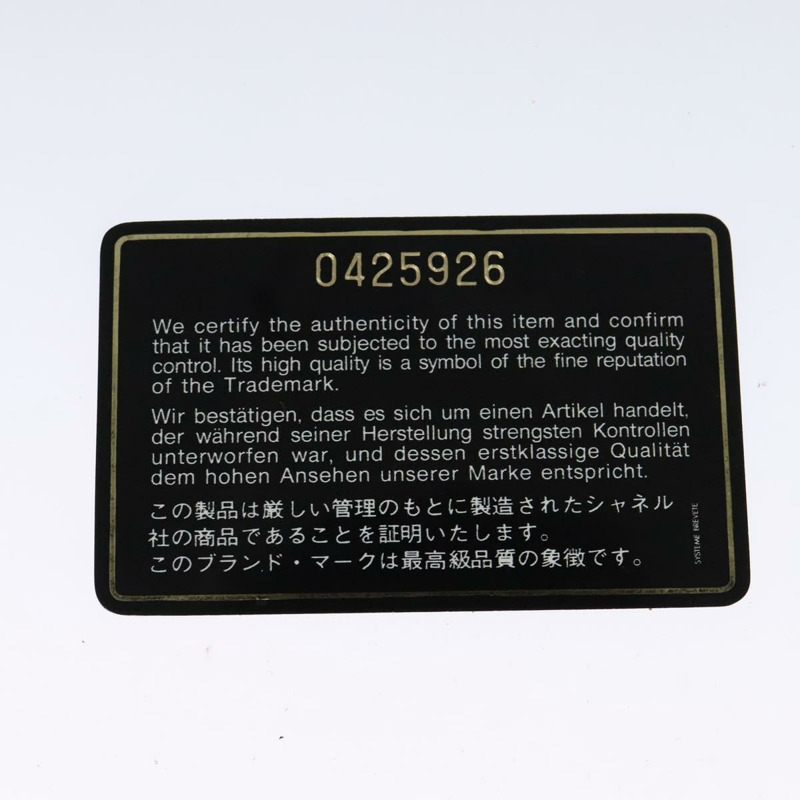 0425926
We certify the authenticity of this item and confirm
that it has been subjected to the most exacting quality
control. Its high quality is a symbol of the fine reputation
of the Trademark.
Wir bestätigen, dass es sich um einen Artikel handelt,
der während seiner Herstellung strengsten Kontrollen
unterworfen war, und dessen erstklassige Qualität
dem hohen Ansehen unserer Marke entspricht.
この製品は厳しい管理のもとに製造されたシャネル
社の商品であることを証明いたします。
このブランド・マークは最高級品質の象徴です。
SYSTEME BREVETE